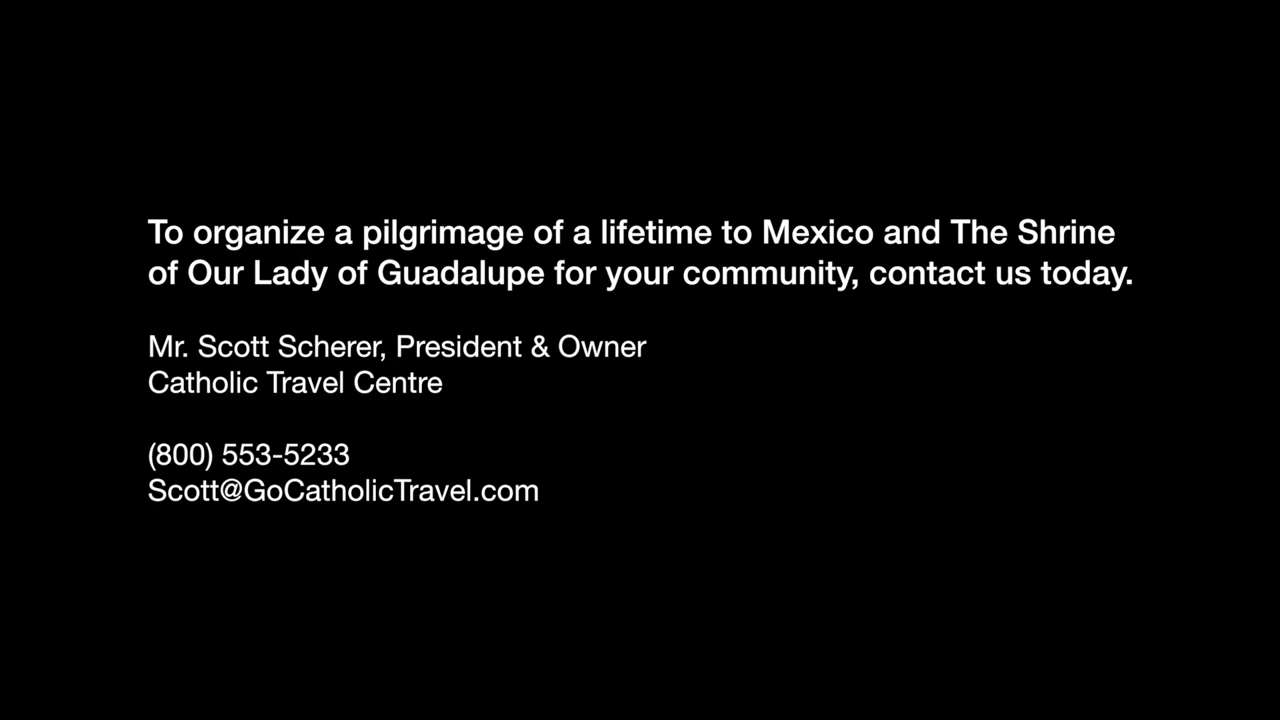 To organize a pilgrimage of a lifetime to Mexico and The Shrine
of Our Lady of Guadalupe for your community, contact us today.
Mr. Scott Scherer, President & Owner
Catholic Travel Centre
(800) 553-5233
Scott@GoCatholicTravel.com